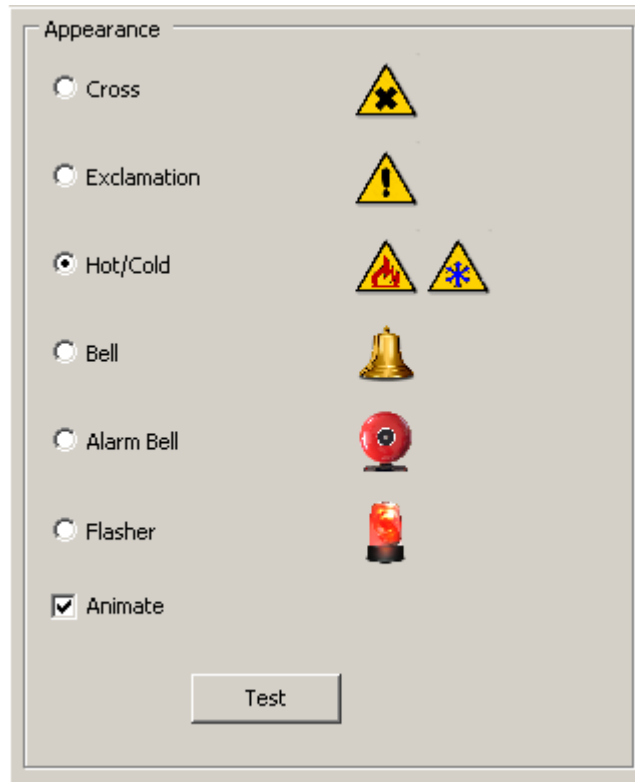 Appearance
Cross
Exclamation
Hot/Cold
Bell
Alarm Bell
Flasher
Animate
Test